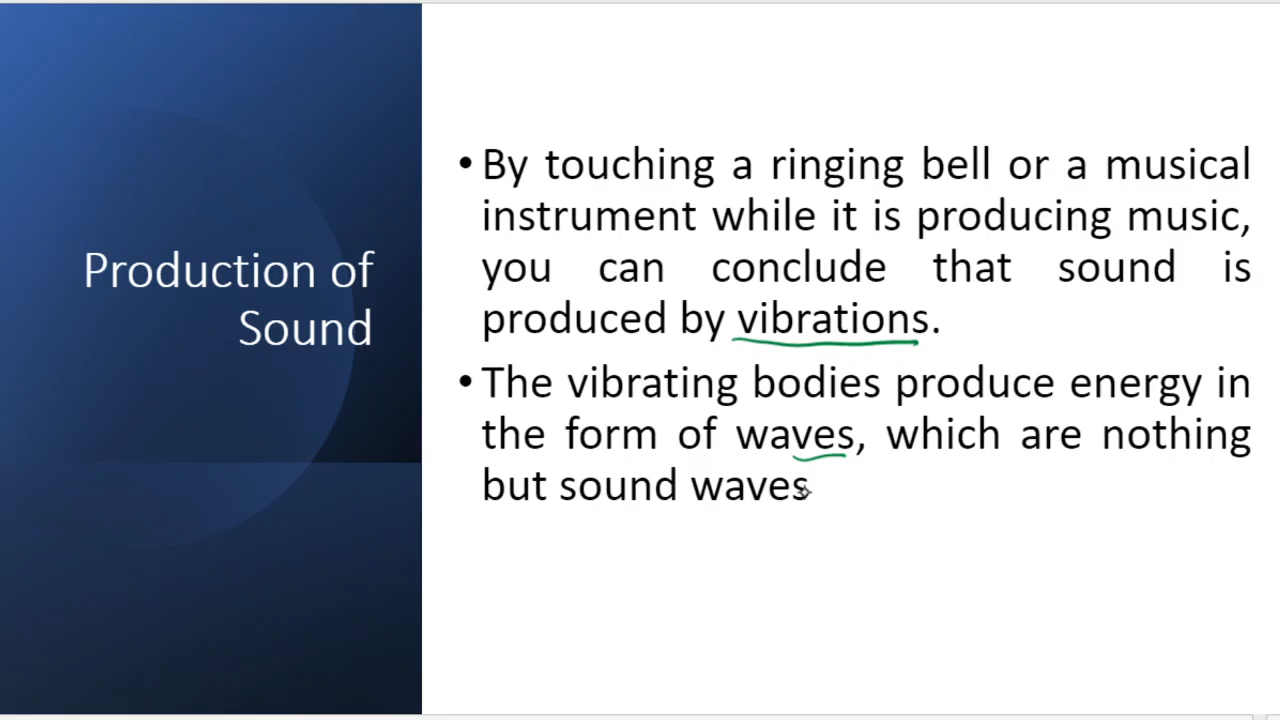 Production of
Sound
• By touching a ringing bell or a musical
instrument while it is producing music,
you can conclude that sound is
produced by vibrations.
• The vibrating bodies produce energy in
the form of waves, which are nothing
but sound waves